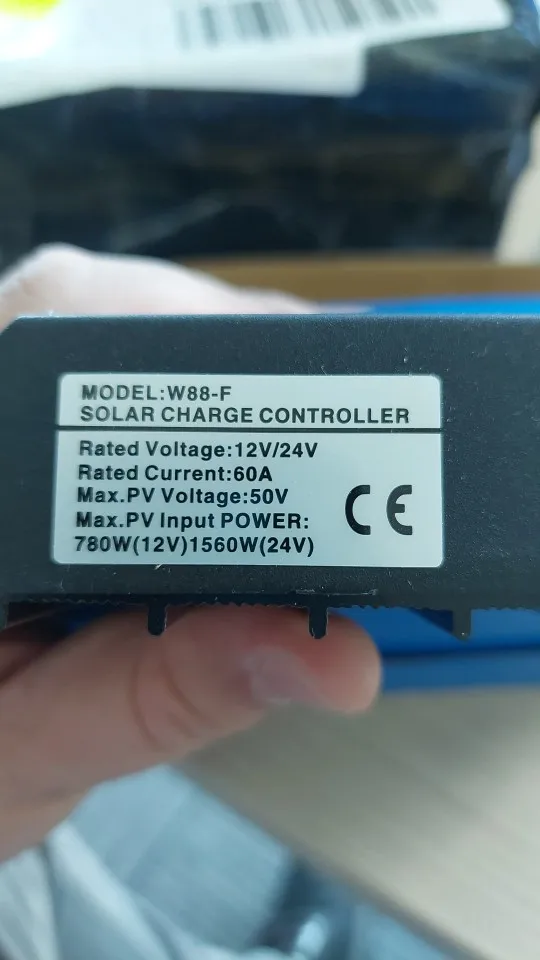 MODEL:W88-F
SOLAR CHARGE CONTROLLER
Rated Voltage:12V/24V
Rated Current:60A
Max.PV Voltage:50V
Max.PV Input POWER:
780W(12V)1560W(24V)
CE